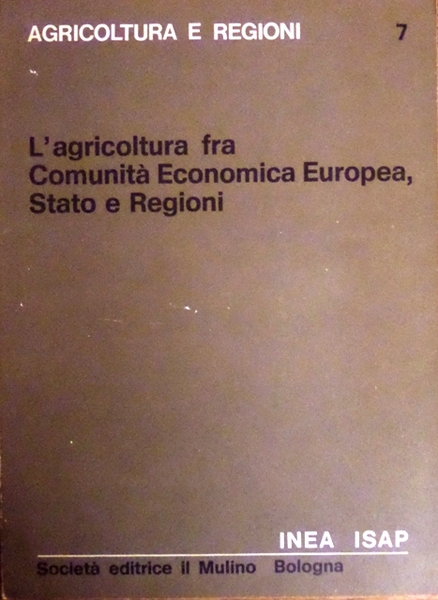 AGRICOLTURA E REGIONI 7
L'agricoltura fra
Comunità Economica Europea,
Stato e Regioni
INEA ISAP
Società editrice il Mulino Bologna